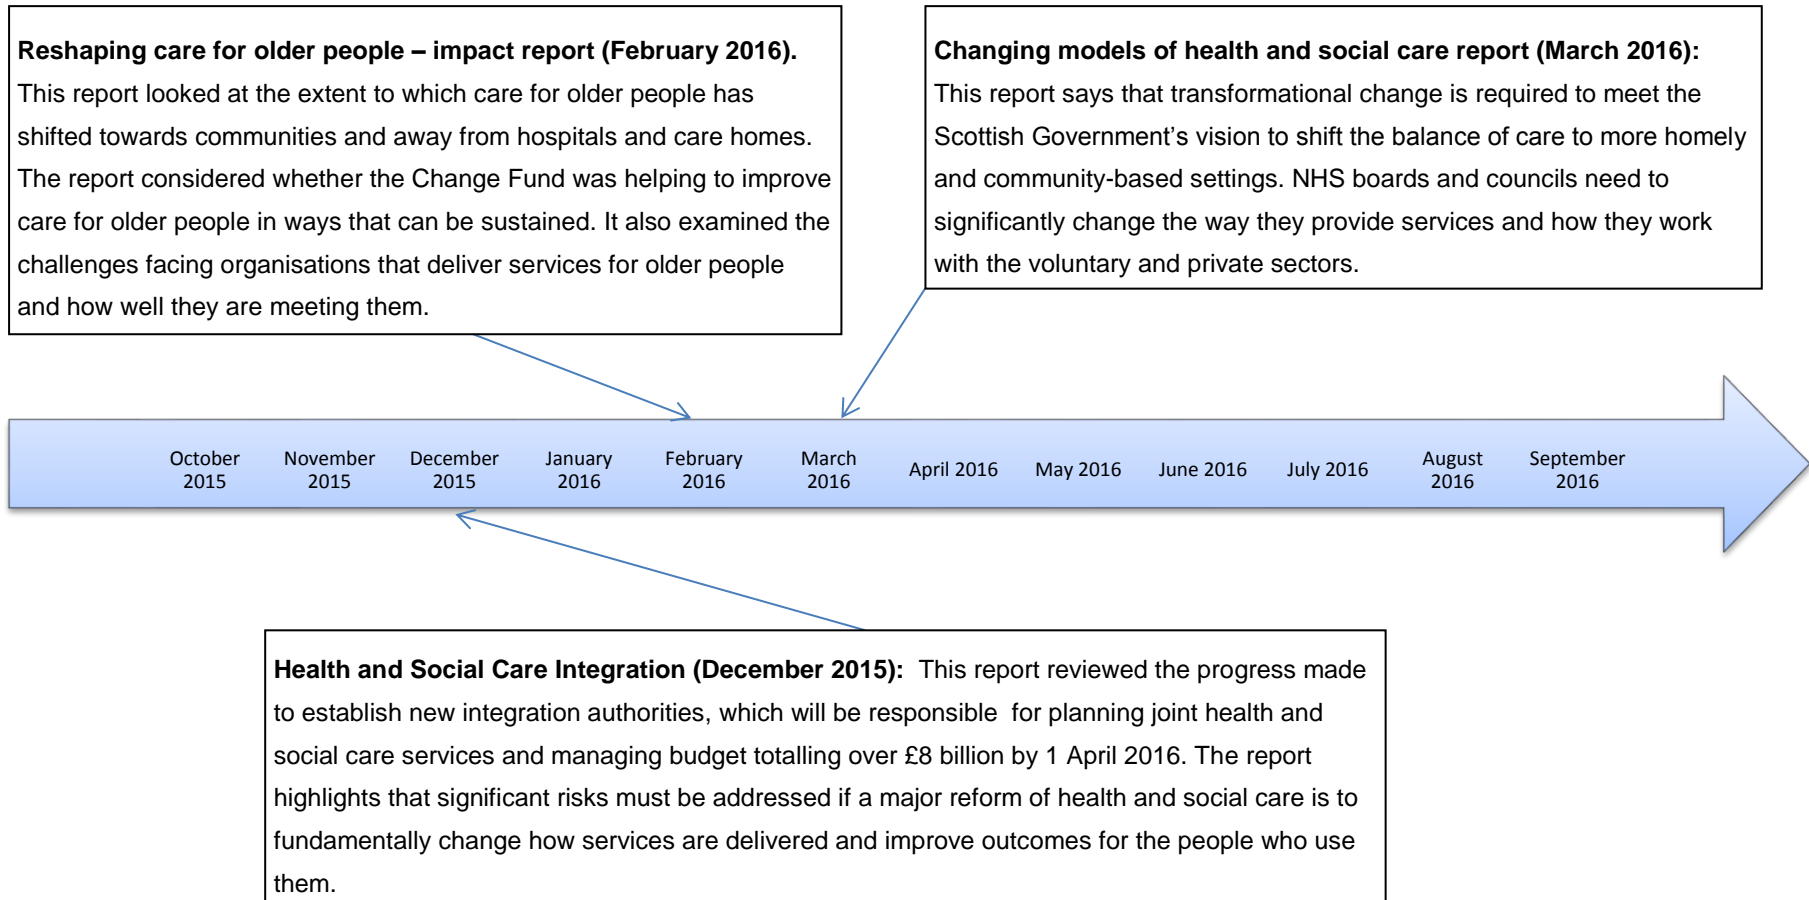 Reshaping care for older people – impact report (February 2016).
This report looked at the extent to which care for older people has
shifted towards communities and away from hospitals and care homes.
The report considered whether the Change Fund was helping to improve
care for older people in ways that can be sustained. It also examined the
challenges facing organisations that deliver services for older people
and how well they are meeting them.
Changing models of health and social care report (March 2016):
This report says that transformational change is required to meet the
Scottish Government’s vision to shift the balance of care to more homely
and community-based settings. NHS boards and councils need to
significantly change the way they provide services and how they work
with the voluntary and private sectors.
October
2015
November
2015
December
2015
January
2016
February
2016
March
2016
April 2016
May 2016
June 2016
July 2016
August
2016
September
2016
Health and Social Care Integration (December 2015):  This report reviewed the progress made
to establish new integration authorities, which will be responsible  for planning joint health and
social care services and managing budget totalling over £8 billion by 1 April 2016. The report
highlights that significant risks must be addressed if a major reform of health and social care is to
fundamentally change how services are delivered and improve outcomes for the people who use
them.